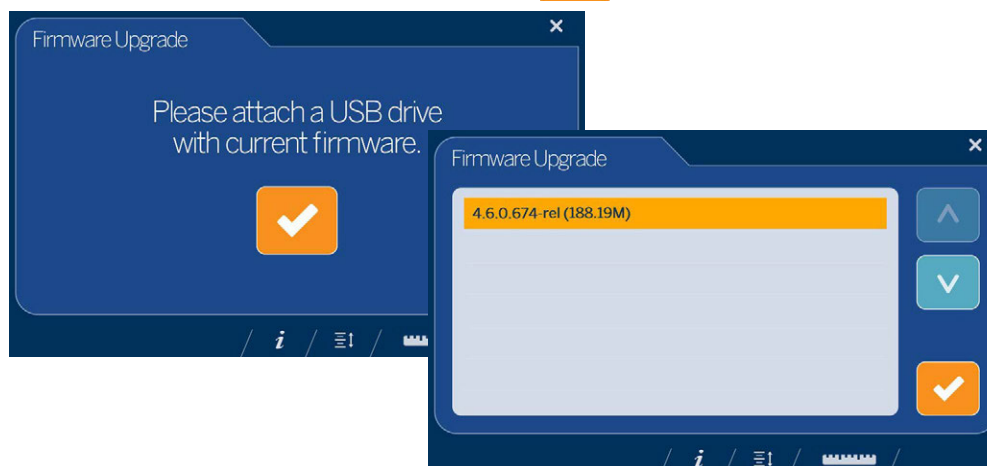 Firmware Upgrade
Please attach a USB drive
with current firmware.
Firmware Upgrade
4.6.0.674-rel (188.19M)